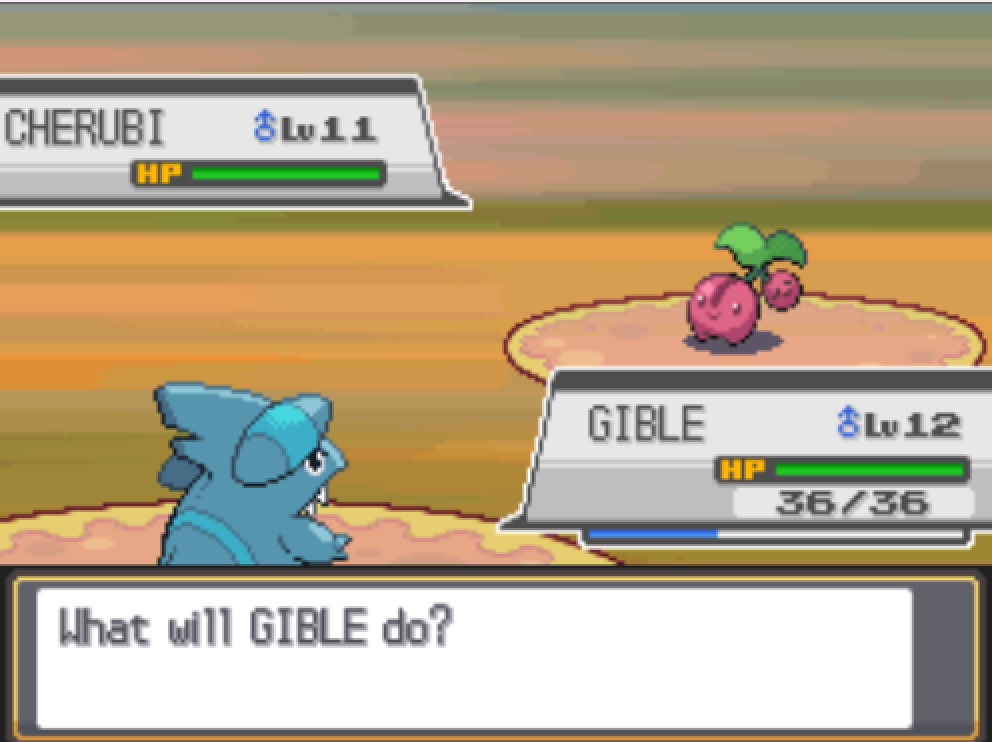 CHERUBI ♂Lv11
HP
GIBLE ♂Lv12
HP
36/36
What will GIBLE do?